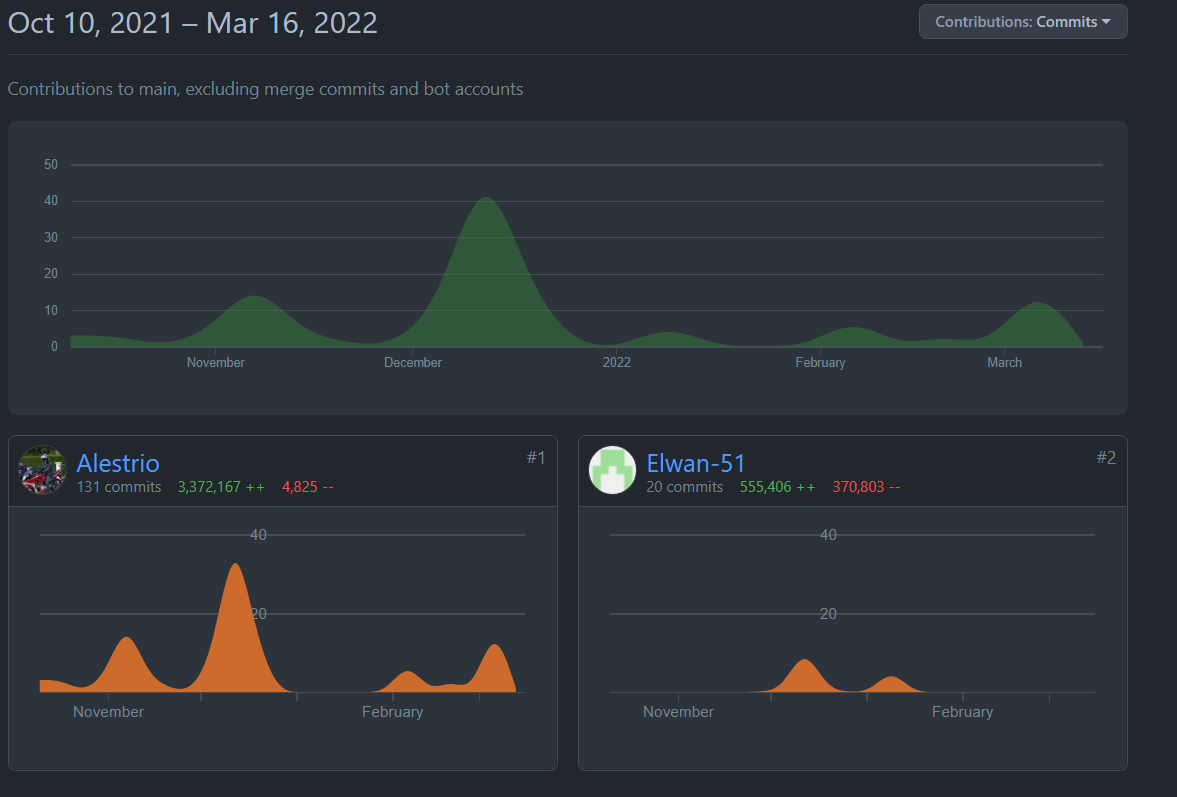 Oct 10, 2021 – Mar 16, 2022
Contributions: Commits
Contributions to main, excluding merge commits and bot accounts
50
40
30
20
10
0
November December 2022 February March
Alestrio #1
131 commits 3,372,167 ++ 4,825 --
40
20
November February
Elwan-51 #2
20 commits 555,406 ++ 370,803 --
40
20
November February